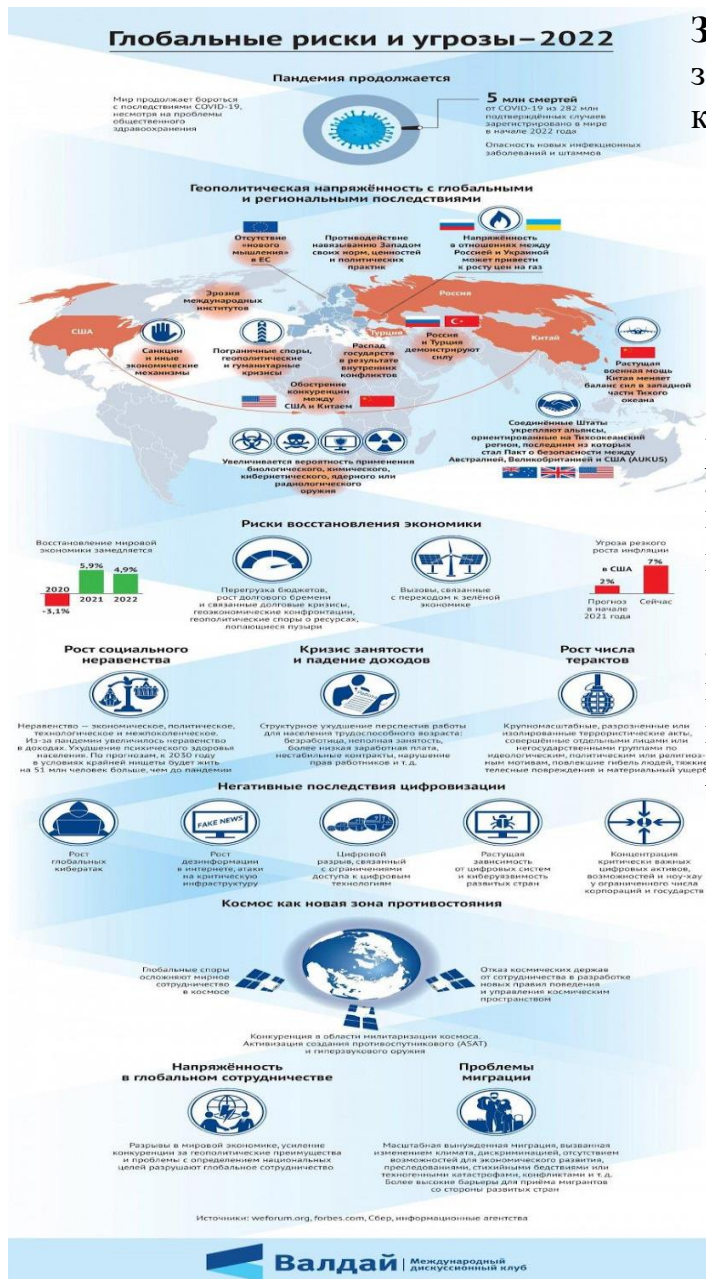 Глобальные риски и угрозы–2022
З
з
к
Пандемия продолжается
Мир продолжает бороться
с последствиями COVID-19,
несмотря на проблемы
общественного
здравоохранения
5 млн смертей
от COVID-19 из 282 млн
подтверждённых случаев
зарегистрировано в мире
в начале 2022 года
Опасность новых инфекционных
заболеваний и штаммов
Геополитическая напряжённость с глобальными
и региональными последствиями
Отсутствие
«нового
мышления»
в ЕС
Противодействие
навязыванию Западом
своих норм, ценностей
и политических
практик
Напряжённость
в отношениях между
Россией и Украиной
может привести
к росту цен на газ
Эрозия
международных
институтов
Россия
США
Турция
Китай
Санкции
и иные
экономические
механизмы
Пограничные споры,
геополитические
и гуманитарные
кризисы
Распад
государств
в результате
внутренних
конфликтов
Россия
и Турция
демонстрируют
силу
Растущая
военная мощь
Китая меняет
баланс сил в западной
части Тихого
океана
Обострение
конкуренции
между
США и Китаем
Соединённые Штаты
укрепляют альянсы,
ориентированные на Тихоокеанский
регион, последним из которых
стал Пакт о безопасности между
Австралией, Великобританией и США (AUKUS)
Увеличивается вероятность применения
биологического, химического,
кибернетического, ядерного или
радиологического
оружия
Риски восстановления экономики
Восстановление мировой
экономики замедляется
5,9%
4,9%
2020
2021
2022
-3,1%
Перегрузка бюджетов,
рост долгового бремени
и связанные долговые кризисы,
геоэкономические конфронтации,
геополитические споры о ресурсах,
лопающиеся пузыри
Вызовы, связанные
с переходом к зелёной
экономике
Угроза резкого
роста инфляции
в США
7%
2%
Прогноз
в начале
2021 года
Сейчас
Рост социального
неравенства
Неравенство — экономическое, политическое,
технологическое и межпоколенческое.
Из-за пандемии увеличилось неравенство
в доходах. Ухудшение психического здоровья
населения. По прогнозам, к 2030 году
в условиях крайней нищеты будет жить
на 51 млн человек больше, чем до пандемии
Кризис занятости
и падение доходов
Структурное ухудшение перспектив работы
для населения трудоспособного возраста:
безработица, неполная занятость,
более низкая заработная плата,
нестабильные контракты, нарушение
прав работников и т.д.
Рост числа
терактов
Крупномасштабные, разрозненные или
изолированные террористические акты,
совершённые отдельными лицами или
негосударственными группами по
идеологическим, политическим или религиоз-
ным мотивам, повлекшие гибель людей, тяжкие
телесные повреждения и материальный ущерб
Негативные последствия цифровизации
Рост
глобальных
кибератак
FAKE NEWS
Рост
дезинформации
в интернете, атаки
на критическую
инфраструктуру
Цифровой
разрыв, связанный
с ограничениями
доступа к цифровым
технологиям
Растущая
зависимость
от цифровых систем
и киберуязвимость
развитых стран
Концентрация
критически важных
цифровых активов,
возможностей и ноу-хау
у ограниченного числа
корпораций и государств
Космос как новая зона противостояния
Глобальные споры
осложняют мирное
сотрудничество
в космосе
Отказ космических держав
от сотрудничества в разработке
новых правил поведения
и управления космическим
пространством
Конкуренция в области милитаризации космоса.
Активизация создания противоспутникового (ASAT)
и гиперзвукового оружия
Напряжённость
в глобальном сотрудничестве
Разрывы в мировой экономике, усиление
конкуренции за геополитические преимущества
и проблемы с определением национальных
целей разрушают глобальное сотрудничество
Проблемы
миграции
Масштабная вынужденная миграция, вызванная
изменением климата, дискриминацией, отсутствием
возможностей для экономического развития,
преследованиями, стихийными бедствиями или
техногенными катастрофами, конфликтами и т.д.
Более высокие барьеры для приёма мигрантов
со стороны развитых стран
Источники: weforum.org, forbes.com, Сбер, информационные агентства
Валдай
Международный
дискуссионный клуб